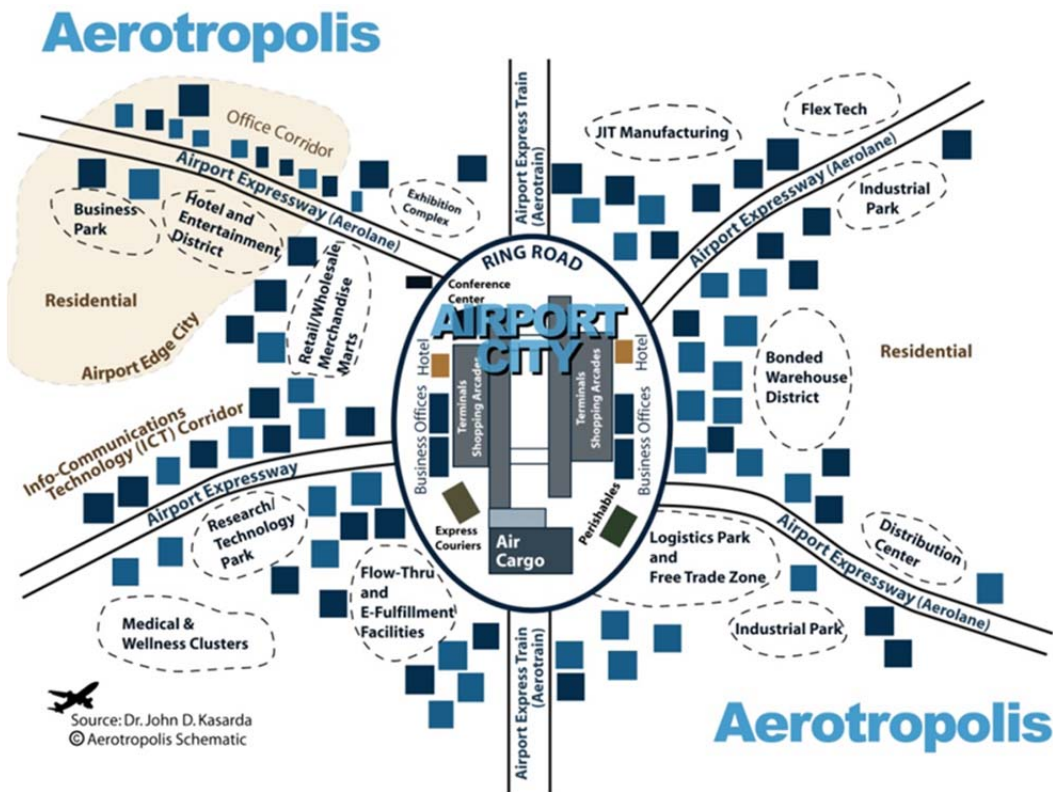 Aerotropolis
Office Corridor
Airport Expressway (Aerolane)
Business
Park
Hotel and
Entertainment
District
Exhibition
Complex
Residential
Airport Edge City
Retail/Wholesale
Merchandise
Marts
Airport Express Train
(Aerotrain)
JIT Manufacturing
Flex Tech
Airport Expressway (Aerolane)
Industrial
Park
RING ROAD
Conference
Center
AIRPORT
CITY
Hotel
Hotel
Terminals
Shopping Arcades
Terminals
Shopping Arcades
Business Offices
Business Offices
Express
Couriers
Air
Cargo
Perishables
Bonded
Warehouse
District
Residential
Info-Communications
Technology (ICT) Corridor
Airport Expressway
Research/
Technology
Park
Medical &
Wellness Clusters
Flow-Thru
and
E-Fulfillment
Facilities
Logistics Park
and
Free Trade Zone
Distribution
Center
Airport Expressway (Aerolane)
Industrial Park
Airport Express Train
(Aerotrain)
Source: Dr. John D. Kasarda
© Aerotropolis Schematic
Aerotropolis